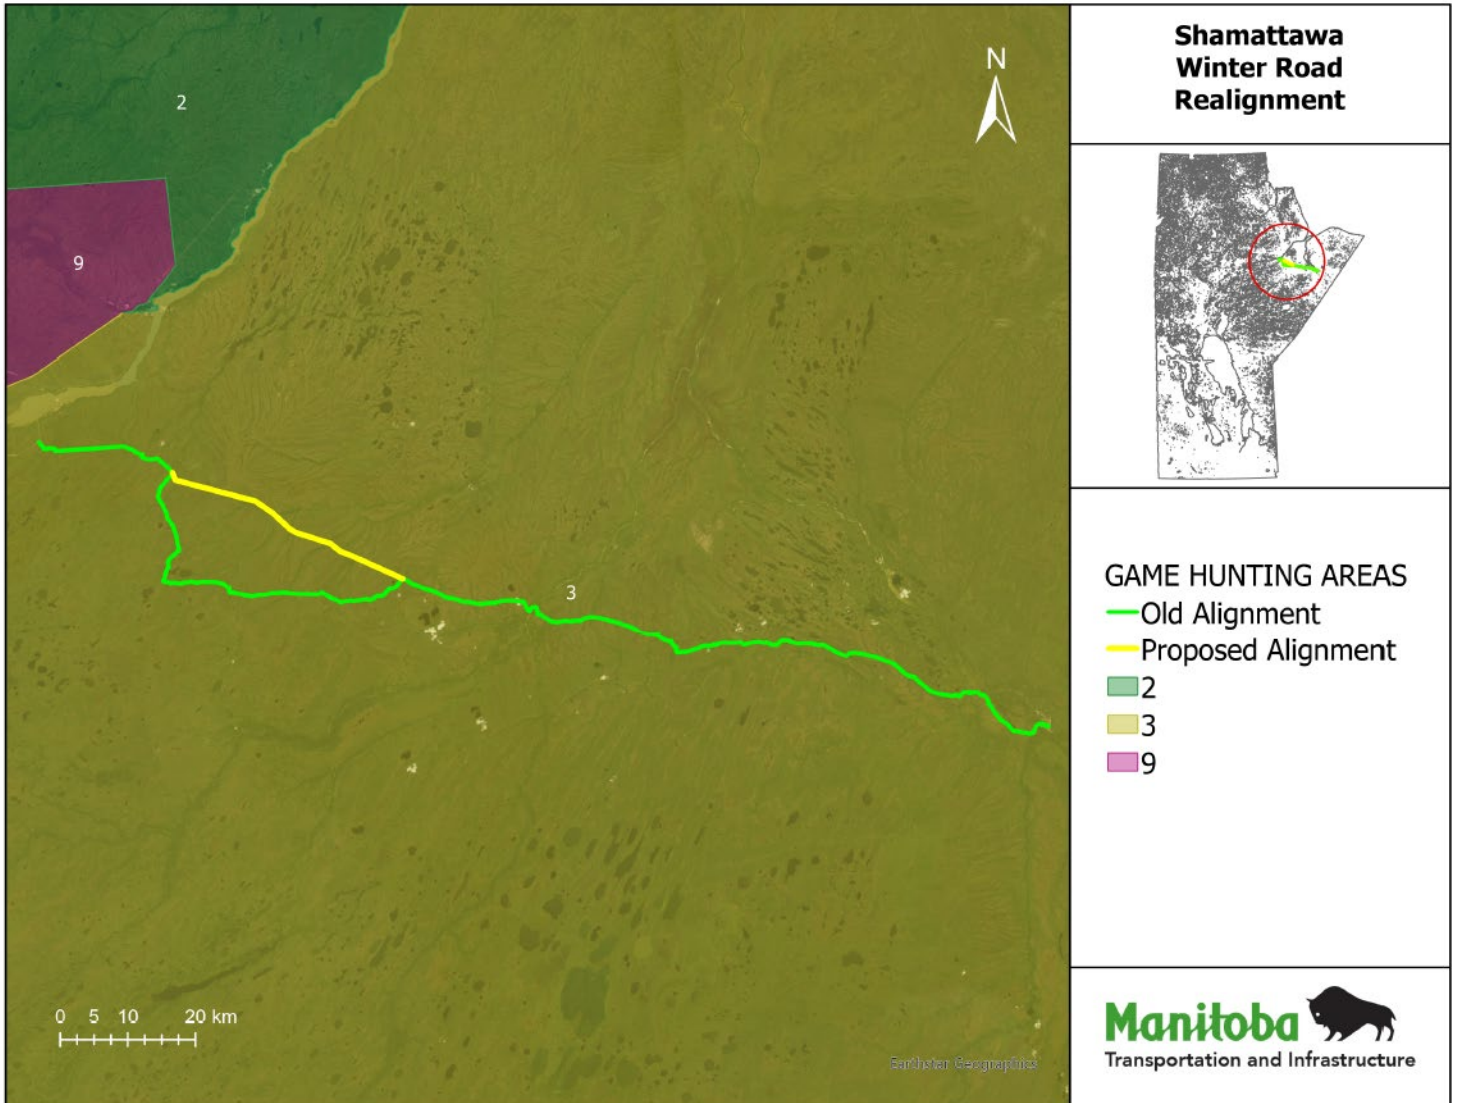 2
9
3
N
0 5 10 20 km
Earthstar Geographics
Shamattawa
Winter Road
Realignment
GAME HUNTING AREAS
Old Alignment
Proposed Alignment
2
3
9
Manitoba
Transportation and Infrastructure